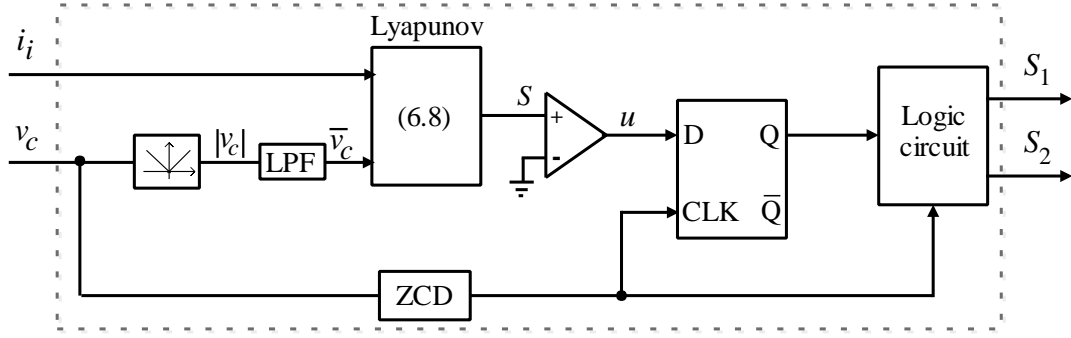 Lyapunov
i_i
S_1
(6.8)
S
+
-
u
D
Q
Logic
circuit
v_c
|v_c|
LPF
v̅_c
S_2
CLK
Q̅
ZCD